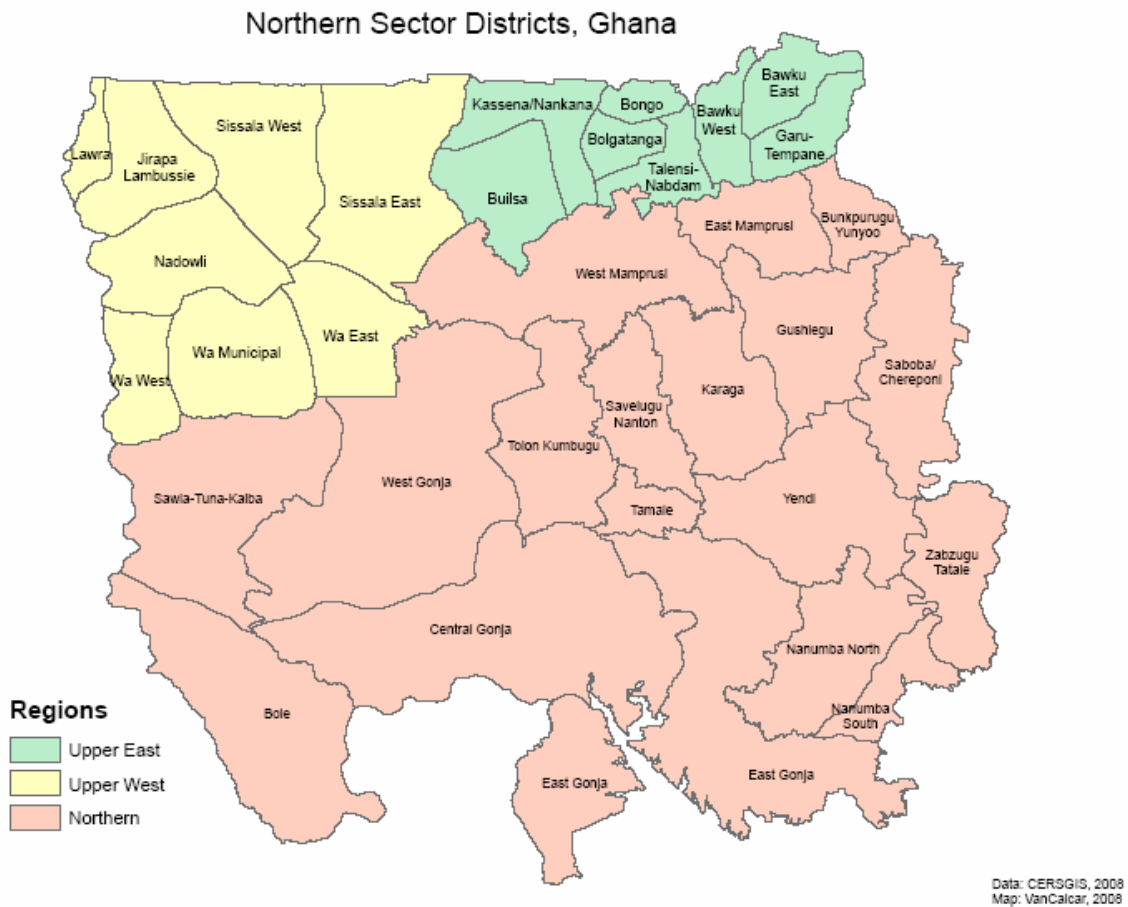 Northern Sector Districts, Ghana
Bawku
East
Kassena/Nankana
Bongo
Bawku
West
Sissala West
Bolgatanga
Garu-
Tempane
Lawra
Jirapa
Lambussie
Talensi-
Nabdam
Builsa
Sissala East
East Mamprusi
Bunkpurugu
Yunyoo
Nadowli
West Mamprusi
Gushiegu
Wa East
Wa Municipal
Saboba/
Chereponi
Wa West
Karaga
Savelugu
Nanton
Tolon Kumbugu
West Gonja
Sawla-Tuna-Kalba
Yendi
Tamale
Zabzugu
Tatale
Central Gonja
Nanumba North
Regions
Bole
Nanumba
South
Upper East
East Gonja
East Gonja
Upper West
Northern
Data: CERSGIS, 2008
Map: VanCalcar, 2008